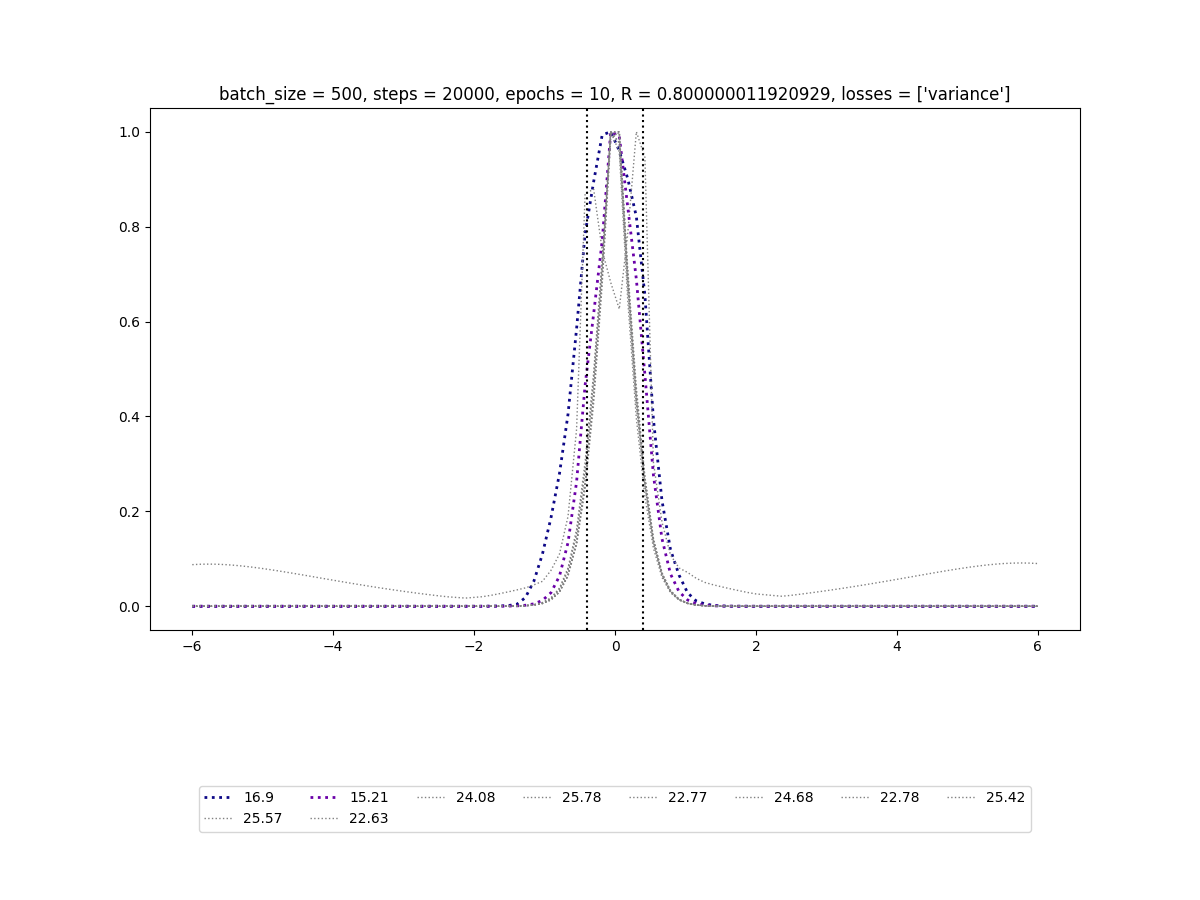 batch_size = 500, steps = 20000, epochs = 10, R = 0.800000011920929, losses = ['variance']
1.0
0.8
0.6
0.4
0.2
0.0
−6 −4 −2 0 2 4 6
16.9 15.21 24.08 25.78 22.77 24.68 22.78 25.42
25.57 22.63